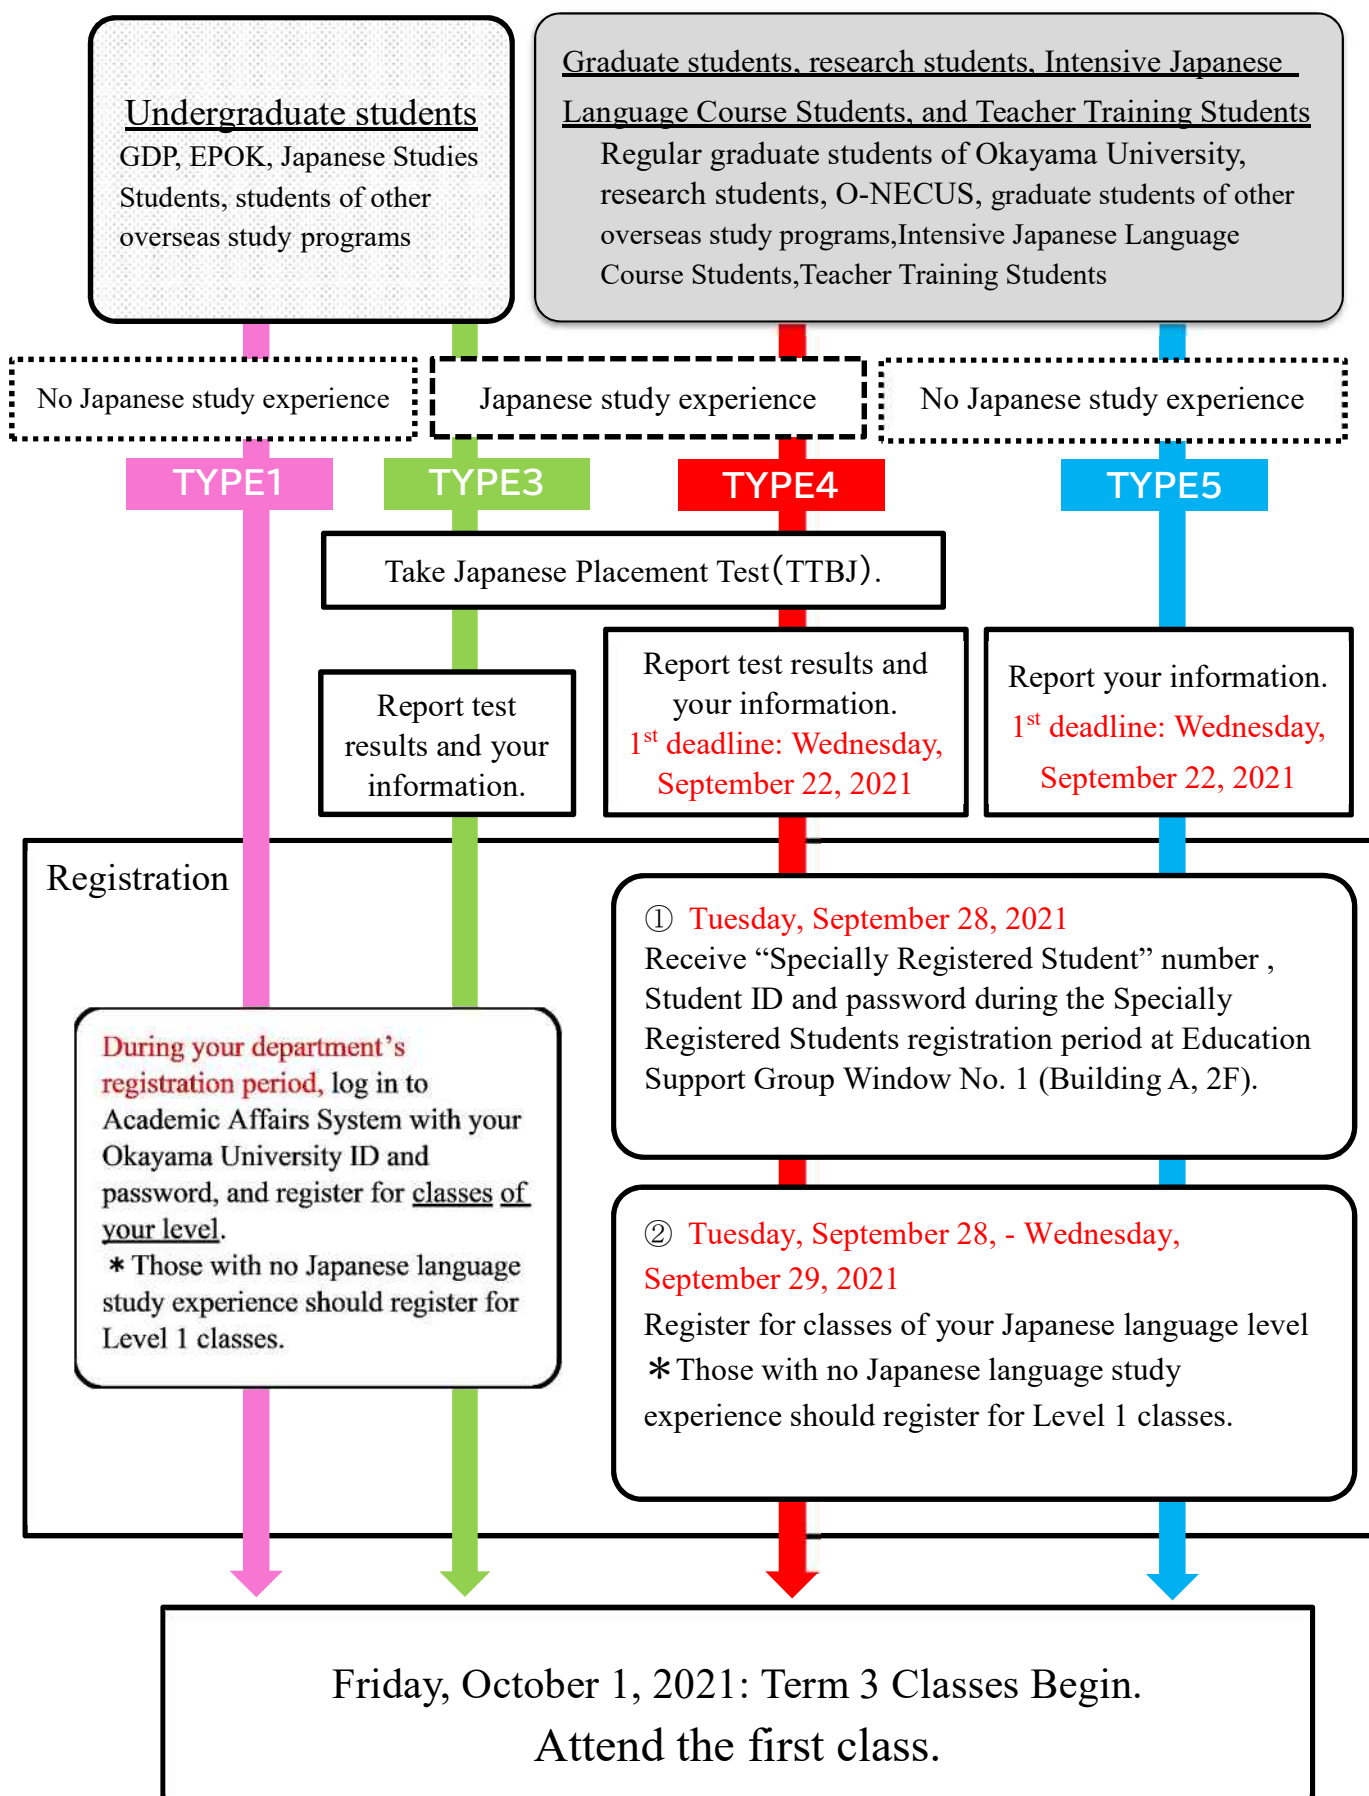 Undergraduate students
GDP, EPOK, Japanese Studies
Students, students of other
overseas study programs
Graduate students, research students, Intensive Japanese
Language Course Students, and Teacher Training Students
Regular graduate students of Okayama University,
research students, O-NECUS, graduate students of other
overseas study programs,Intensive Japanese Language
Course Students,Teacher Training Students
No Japanese study experience
Japanese study experience
No Japanese study experience
TYPE1
TYPE3
TYPE4
TYPE5
Take Japanese Placement Test(TTBJ).
Report test
results and your
information.
Report test results and
your information.
1st deadline: Wednesday,
September 22, 2021
Report your information.
1st deadline: Wednesday,
September 22, 2021
Registration
During your department's
registration period, log in to
Academic Affairs System with your
Okayama University ID and
password, and register for classes of
your level.
＊Those with no Japanese language
study experience should register for
Level 1 classes.
① Tuesday, September 28, 2021
Receive “Specially Registered Student” number ,
Student ID and password during the Specially
Registered Students registration period at Education
Support Group Window No. 1 (Building A, 2F).
② Tuesday, September 28, - Wednesday,
September 29, 2021
Register for classes of your Japanese language level
＊Those with no Japanese language study
experience should register for Level 1 classes.
Friday, October 1, 2021: Term 3 Classes Begin.
Attend the first class.